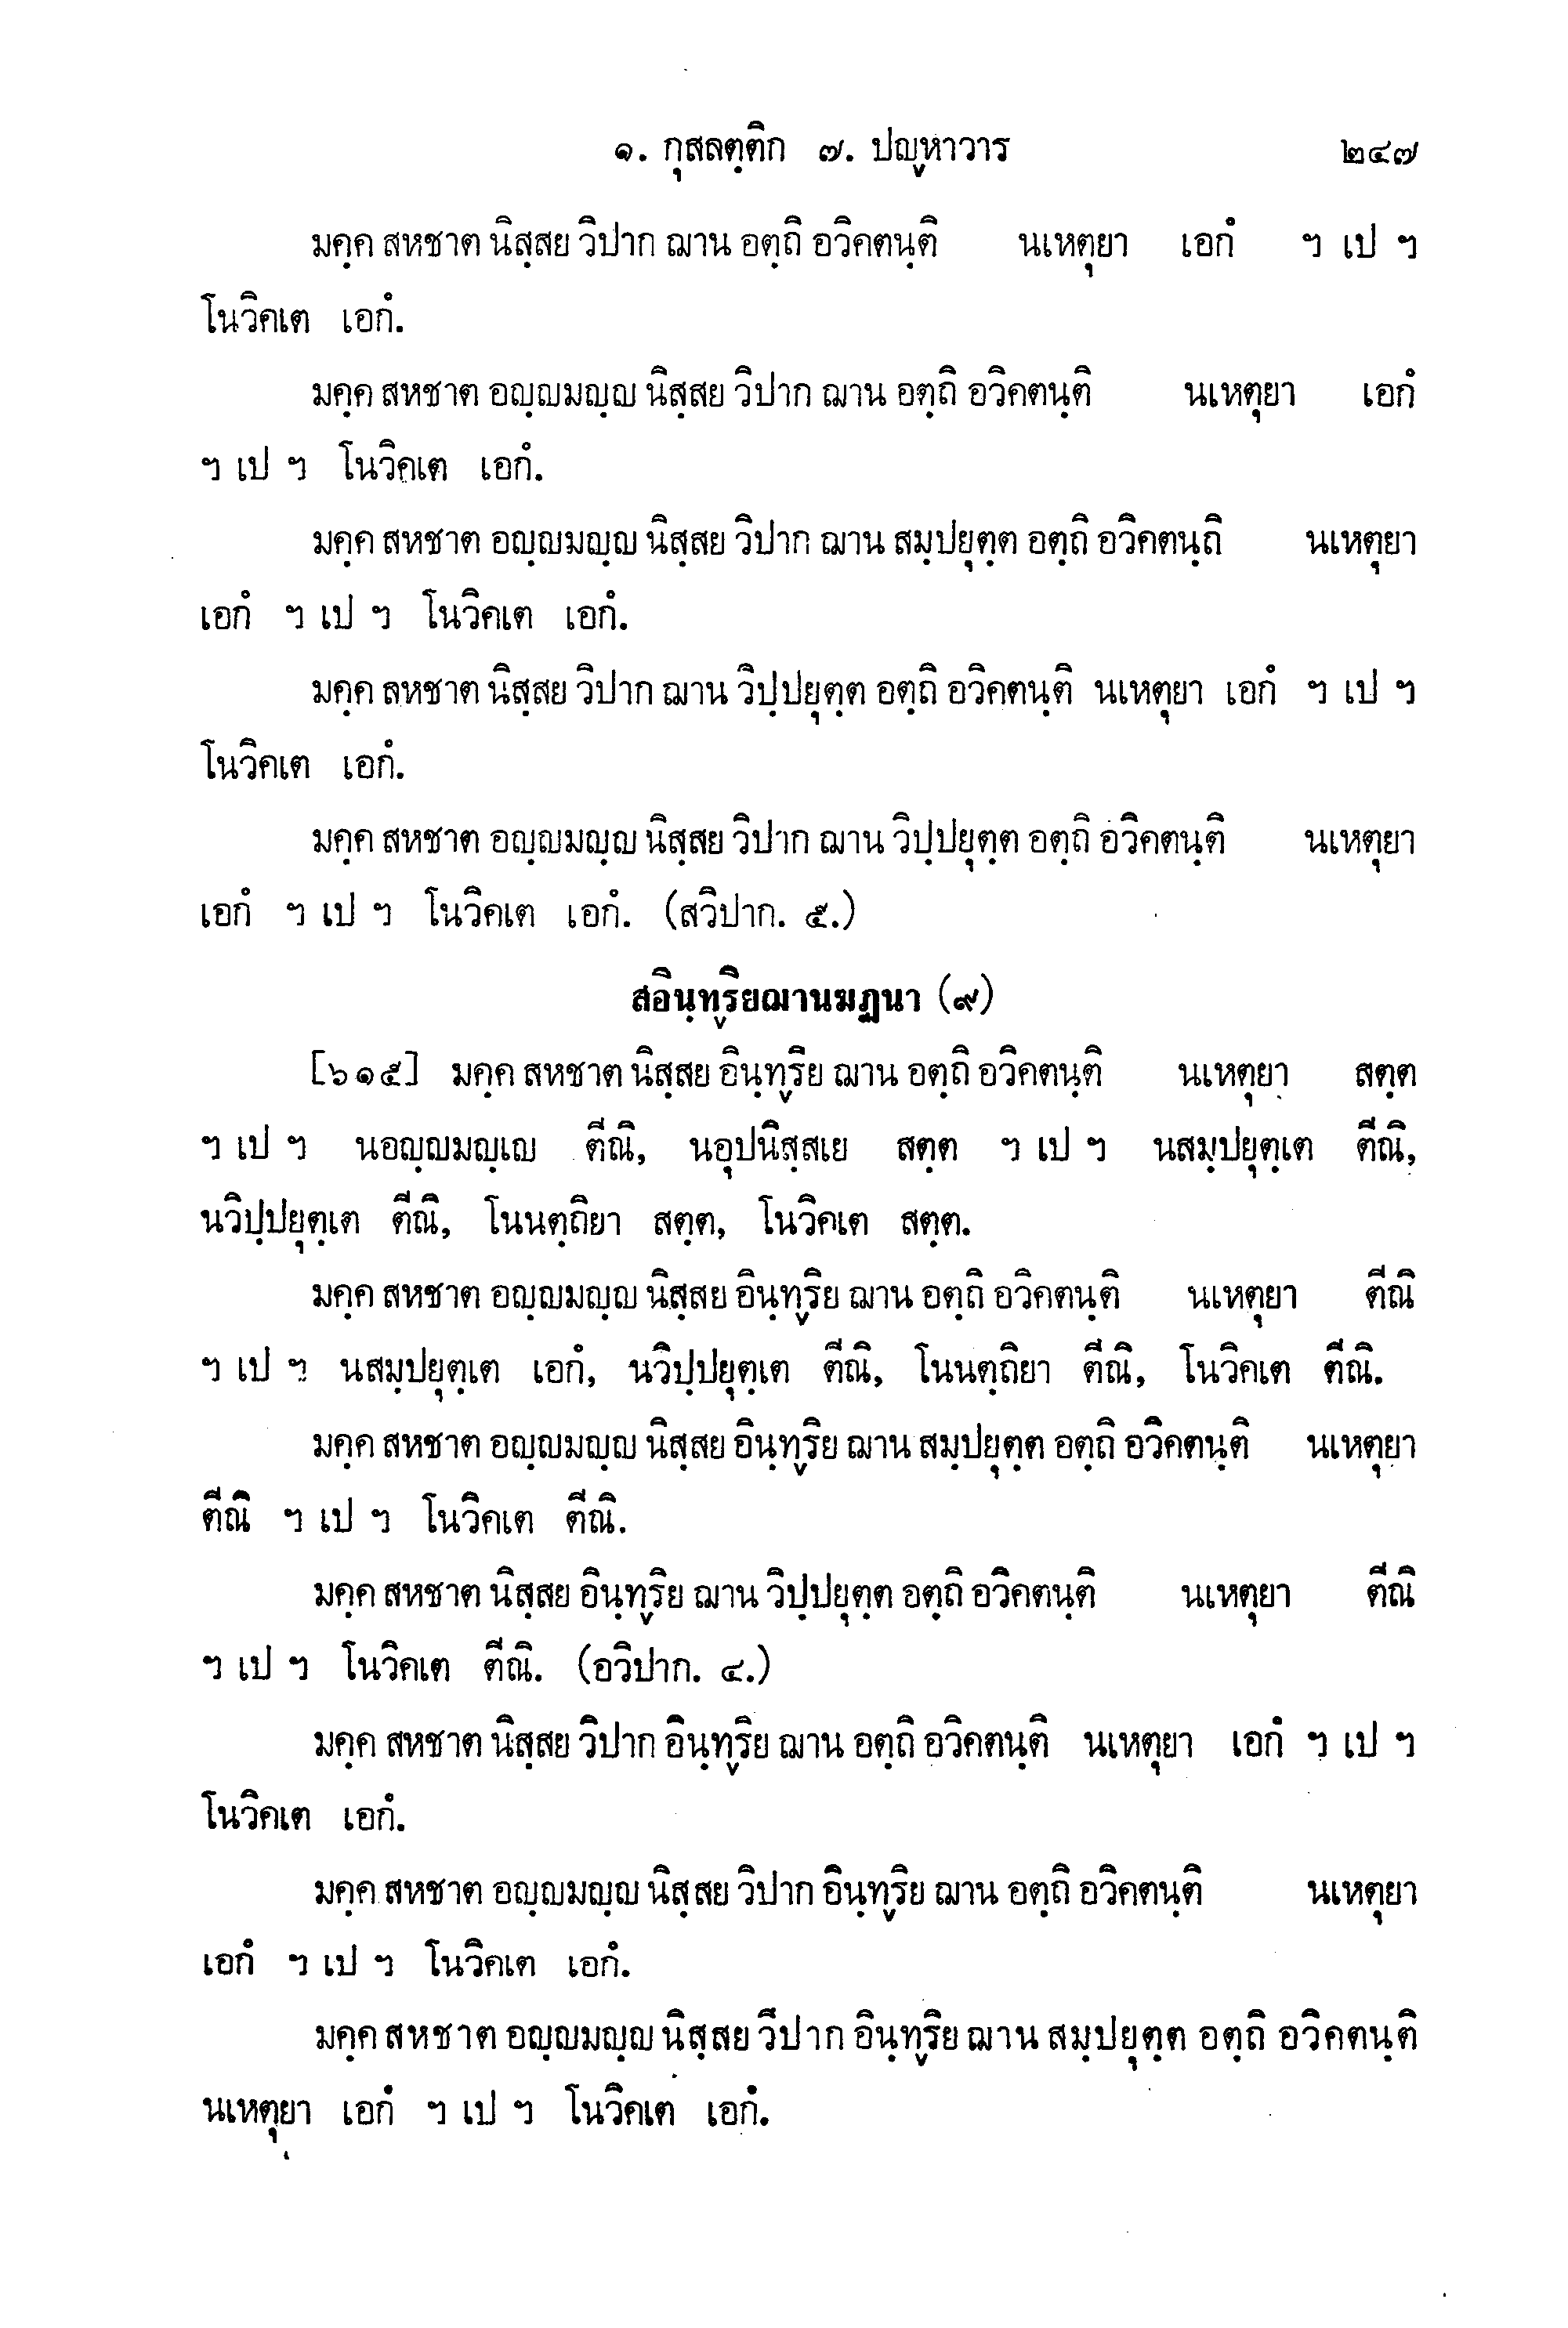 ๑. กุสลตฺติก ๗. ปญฺหาวาร ๒๔๗
มคฺค สหชาต นิสฺสย วิปาก ฌาน อตฺถิ อวิคตนฺติ นเหตุยา เอกํ ฯ เป ฯ
โนวิคเต เอกํ.
มคฺค สหชาต อญฺญมญฺญ นิสฺสย วิปาก ฌาน อตฺถิ อวิคตนฺติ นเหตุยา เอกํ
ฯ เป ฯ โนวิคเต เอกํ.
มคฺค สหชาต อญฺญมญฺญ นิสฺสย วิปาก ฌาน สมฺปยุตฺต อตฺถิ อวิคตนฺถิ นเหตุยา
เอกํ ฯ เป ฯ โนวิคเต เอกํ.
มคฺค สหชาต นิสฺสย วิปาก ฌาน วิปฺปยุตฺต อตฺถิ อวิคตนฺติ นเหตุยา เอกํ ฯ เป ฯ
โนวิคเต เอกํ.
มคฺค สหชาต อญฺญมญฺญ นิสฺสย วิปาก ฌาน วิปฺปยุตฺต อตฺถิ อวิคตนฺติ นเหตุยา
เอกํ ฯ เป ฯ โนวิคเต เอกํ. (สวิปาก. ๕.)
สอินฺทฺริยฌานฆฏนา (๙)
[๖๑๕] มคฺค สหชาต นิสฺสย อินฺทฺริย ฌาน อตฺถิ อวิคตนฺติ นเหตุยา สตฺต
ฯ เป ฯ นอญฺญมญฺเญ ตีณิ, นอุปนิสฺสเย สตฺต ฯ เป ฯ นสมฺปยุตฺเต ตีณิ,
นวิปฺปยุตฺเต ตีณิ, โนนตฺถิยา สตฺต, โนวิคเต สตฺต.
มคฺค สหชาต อญฺญมญฺญ นิสฺสย อินฺทฺริย ฌาน อตฺถิ อวิคตนฺติ นเหตุยา ตีณิ
ฯ เป ฯ นสมฺปยุตฺเต เอกํ, นวิปฺปยุตฺเต ตีณิ, โนนตฺถิยา ตีณิ, โนวิคเต ตีณิ.
มคฺค สหชาต อญฺญมญฺญ นิสฺสย อินฺทฺริย ฌาน สมฺปยุตฺต อตฺถิ อวิคตนฺติ นเหตุยา
ตีณิ ฯ เป ฯ โนวิคเต ตีณิ.
มคฺค สหชาต นิสฺสย อินฺทฺริย ฌาน วิปฺปยุตฺต อตฺถิ อวิคตนฺติ นเหตุยา ตีณิ
ฯ เป ฯ โนวิคเต ตีณิ. (อวิปาก. ๔.)
มคฺค สหชาต นิสฺสย วิปาก อินฺทฺริย ฌาน อตฺถิ อวิคตนฺติ นเหตุยา เอกํ ฯ เป ฯ
โนวิคเต เอกํ.
มคฺค สหชาต อญฺญมญฺญ นิสฺสย วิปาก อินฺทฺริย ฌาน อตฺถิ อวิคตนฺติ นเหตุยา
เอกํ ฯ เป ฯ โนวิคเต เอกํ.
มคฺค สหชาต อญฺญมญฺญ นิสฺสย วิปาก อินฺทฺริย ฌาน สมฺปยุตฺต อตฺถิ อวิคตนฺติ
นเหตุยา เอกํ ฯ เป ฯ โนวิคเต เอกํ.